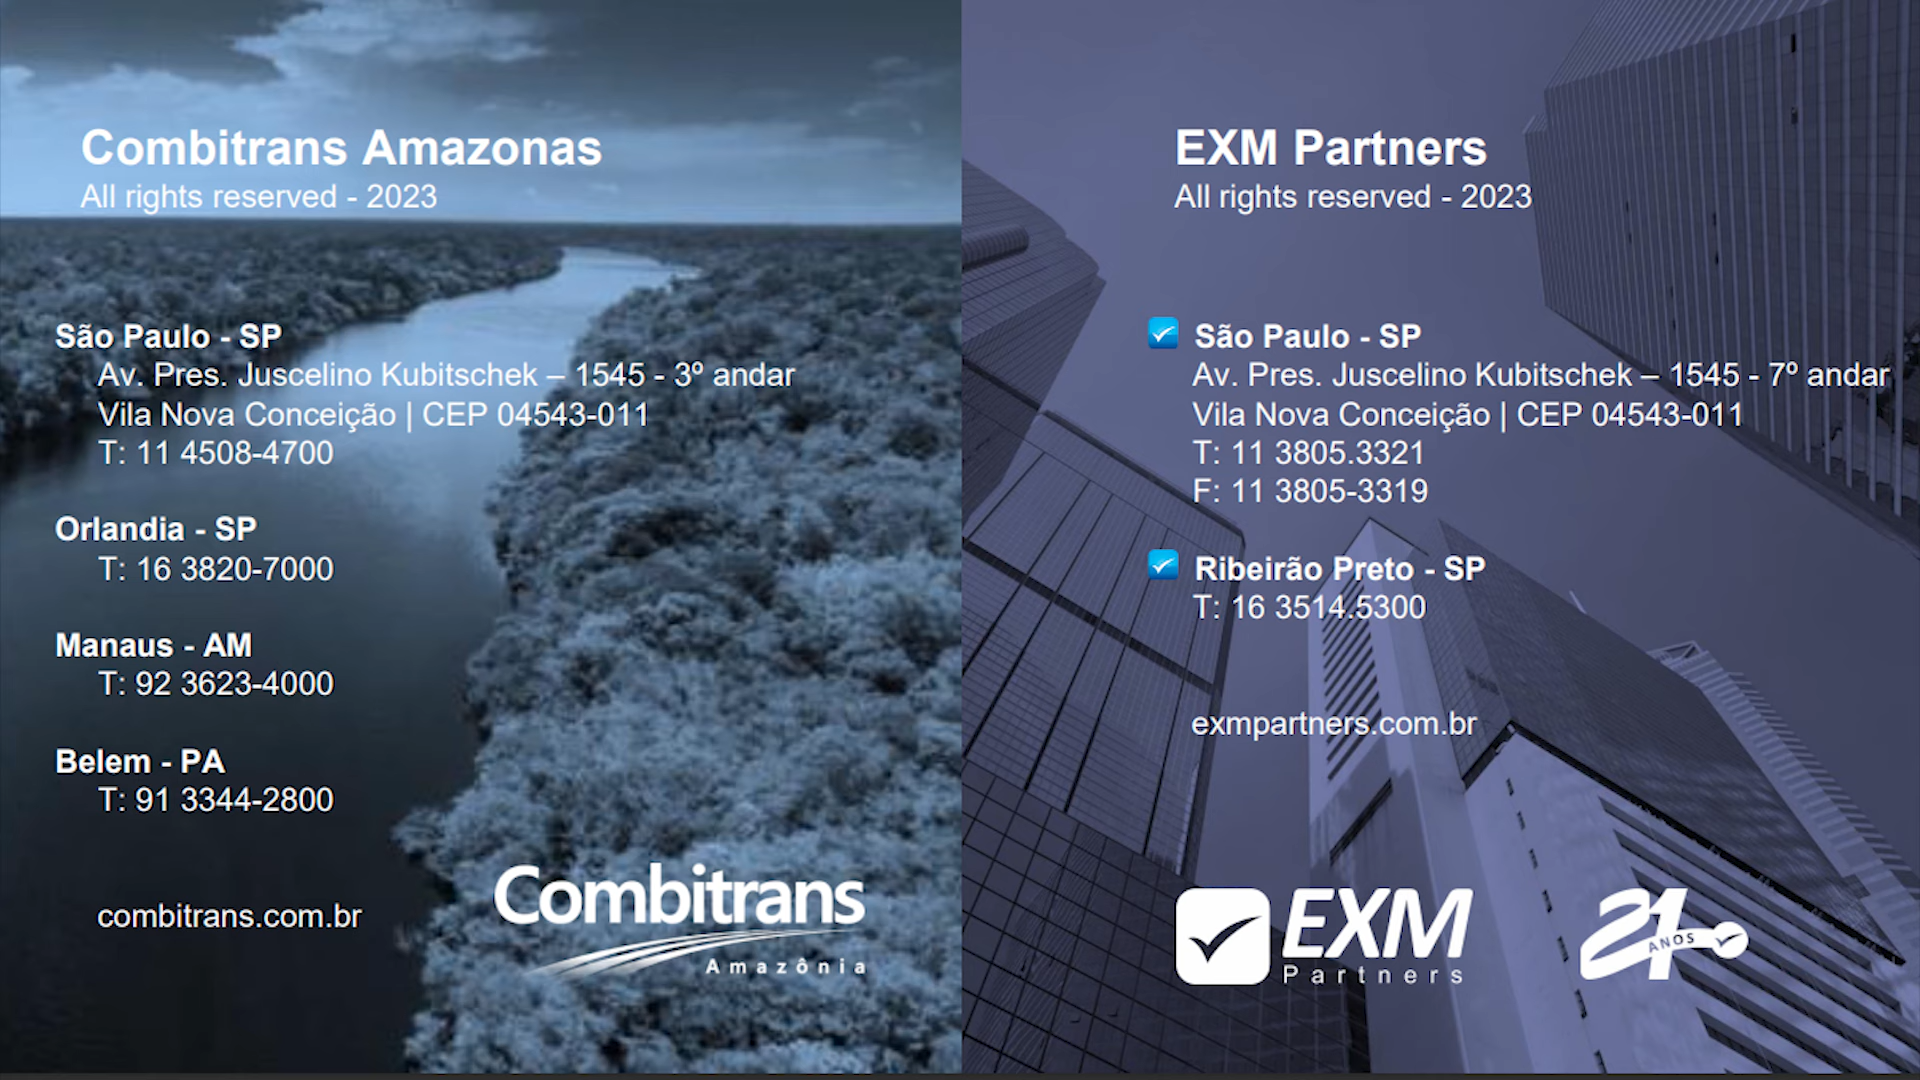 Combitrans Amazonas
All rights reserved - 2023
São Paulo - SP
Av. Pres. Juscelino Kubitschek – 1545 - 3º andar
Vila Nova Conceição | CEP 04543-011
T: 11 4508-4700
Orlandia - SP
T: 16 3820-7000
Manaus - AM
T: 92 3623-4000
Belem - PA
T: 91 3344-2800
combitrans.com.br
Combitrans
Amazônia
EXM Partners
All rights reserved - 2023
São Paulo - SP
Av. Pres. Juscelino Kubitschek – 1545 - 7º andar
Vila Nova Conceição | CEP 04543-011
T: 11 3805.3321
F: 11 3805-3319
Ribeirão Preto - SP
T: 16 3514.5300
exmpartners.com.br
EXM
Partners
21
ANOS